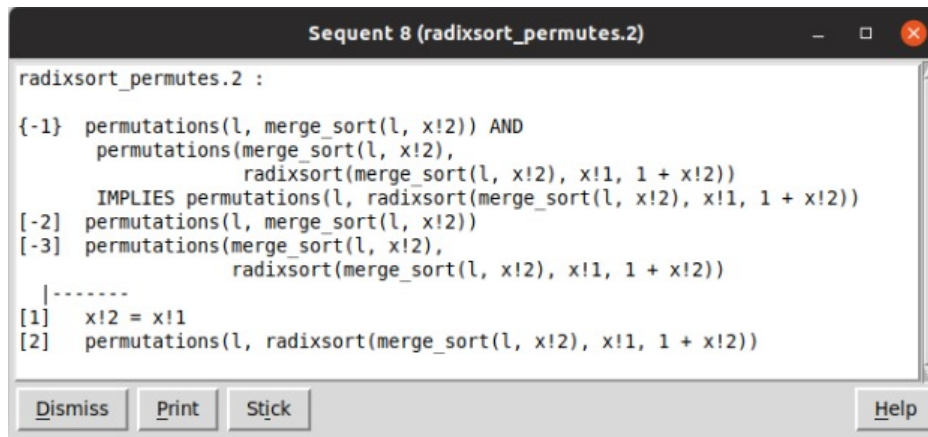 Sequent 8 (radixsort_permutes.2)
radixsort_permutes.2 :
{-1} permutations(l, merge_sort(l, x!2)) AND
permutations(merge_sort(l, x!2),
radixsort(merge_sort(l, x!2), x!1, 1 + x!2))
IMPLIES permutations(l, radixsort(merge_sort(l, x!2), x!1, 1 + x!2))
[-2] permutations(l, merge_sort(l, x!2))
[-3] permutations(merge_sort(l, x!2),
radixsort(merge_sort(l, x!2), x!1, 1 + x!2))
|-------
[1] x!2 = x!1
[2] permutations(l, radixsort(merge_sort(l, x!2), x!1, 1 + x!2))
Dismiss Print Stick Help